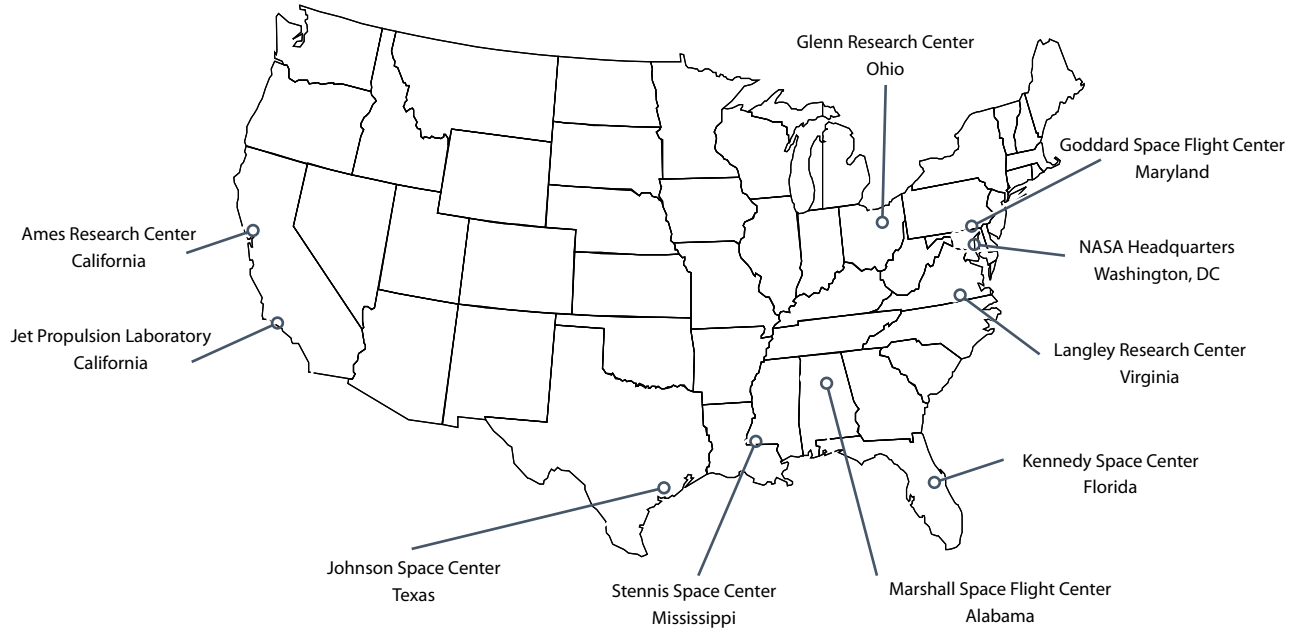 Glenn Research Center
Ohio
Goddard Space Flight Center
Maryland
Ames Research Center
California
NASA Headquarters
Washington, DC
Jet Propulsion Laboratory
California
Langley Research Center
Virginia
Kennedy Space Center
Florida
Johnson Space Center
Texas
Stennis Space Center
Mississippi
Marshall Space Flight Center
Alabama